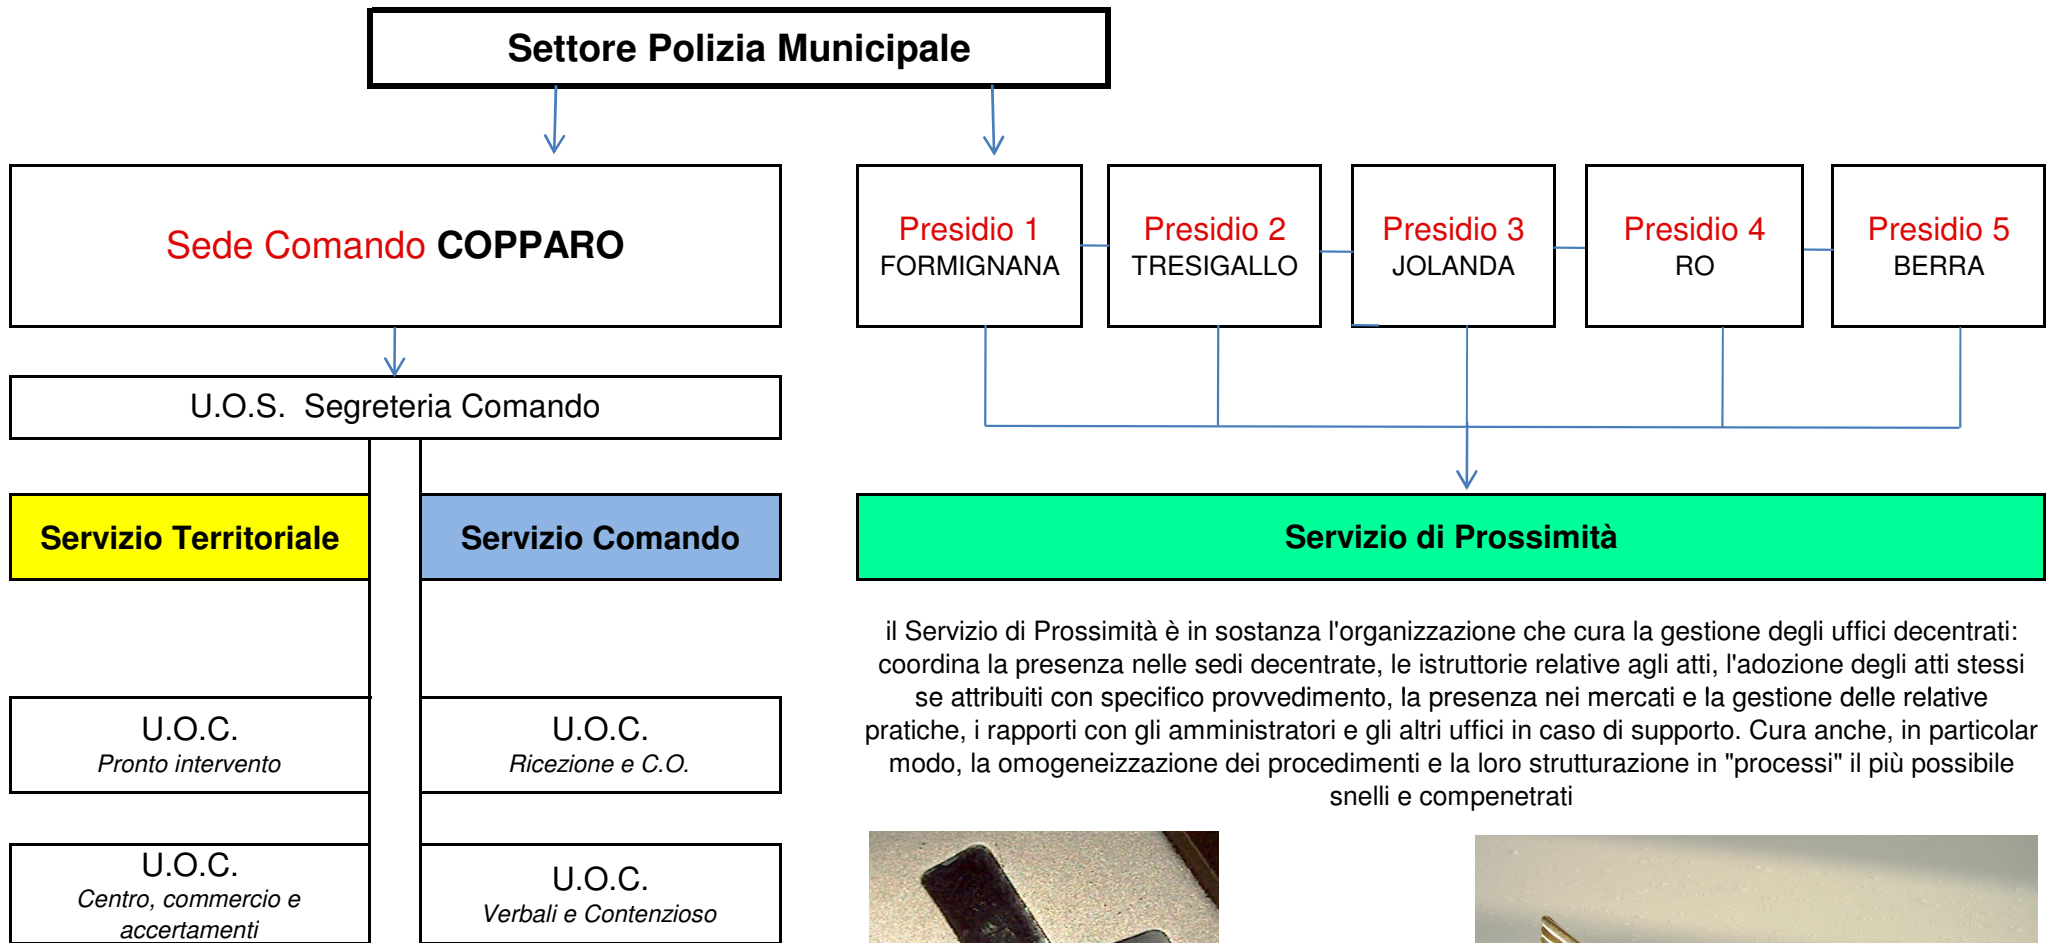 Settore Polizia Municipale
Sede Comando COPPARO
Presidio 1
FORMIGNANA
Presidio 2
TRESIGALLO
Presidio 3
JOLANDA
Presidio 4
RO
Presidio 5
BERRA
U.O.S. Segreteria Comando
Servizio Territoriale
Servizio Comando
Servizio di Prossimità
il Servizio di Prossimità è in sostanza l'organizzazione che cura la gestione degli uffici decentrati:
coordina la presenza nelle sedi decentrate, le istruttorie relative agli atti, l'adozione degli atti stessi
se attribuiti con specifico provvedimento, la presenza nei mercati e la gestione delle relative
pratiche, i rapporti con gli amministratori e gli altri uffici in caso di supporto. Cura anche, in particolar
modo, la omogeneizzazione dei procedimenti e la loro strutturazione in "processi" il più possibile
snelli e compenetrati
U.O.C.
Pronto intervento
U.O.C.
Ricezione e C.O.
U.O.C.
Centro, commercio e
accertamenti
U.O.C.
Verbali e Contenzioso